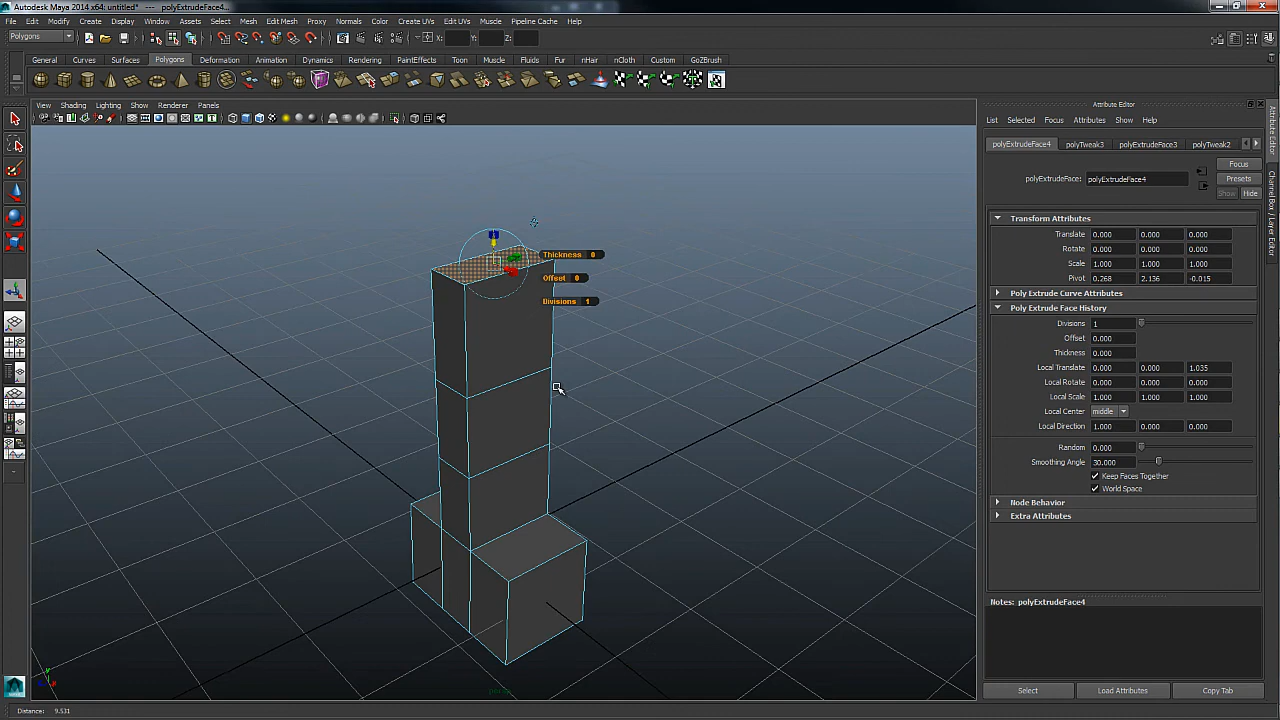 Autodesk Maya 2014 x64: untitled* --- polyExtrudeFace4...
File Edit Modify Create Display Window Assets Select Mesh Edit Mesh Proxy Normals Color Create UVs Edit UVs Muscle Pipeline Cache Help
Polygons X: Y: Z:
General Curves Surfaces Polygons Deformation Animation Dynamics Rendering PaintEffects Toon Muscle Fluids Fur nHair nCloth Custom GoZBrush
View Shading Lighting Show Renderer Panels
Thickness 0
Offset 0
Divisions 1
persp
Distance: 9.531
Attribute Editor
List Selected Focus Attributes Show Help
polyExtrudeFace4 polyTweak3 polyExtrudeFace3 polyTweak2
Focus
polyExtrudeFace: polyExtrudeFace4 Presets
Show Hide
Transform Attributes
Translate 0.000 0.000 0.000
Rotate 0.000 0.000 0.000
Scale 1.000 1.000 1.000
Pivot 0.268 2.136 -0.015
Poly Extrude Curve Attributes
Poly Extrude Face History
Divisions 1
Offset 0.000
Thickness 0.000
Local Translate 0.000 0.000 1.035
Local Rotate 0.000 0.000 0.000
Local Scale 1.000 1.000 1.000
Local Center middle
Local Direction 1.000 0.000 0.000
Random 0.000
Smoothing Angle 30.000
Keep Faces Together
World Space
Node Behavior
Extra Attributes
Notes: polyExtrudeFace4
Select Load Attributes Copy Tab
Attribute Editor
Channel Box / Layer Editor